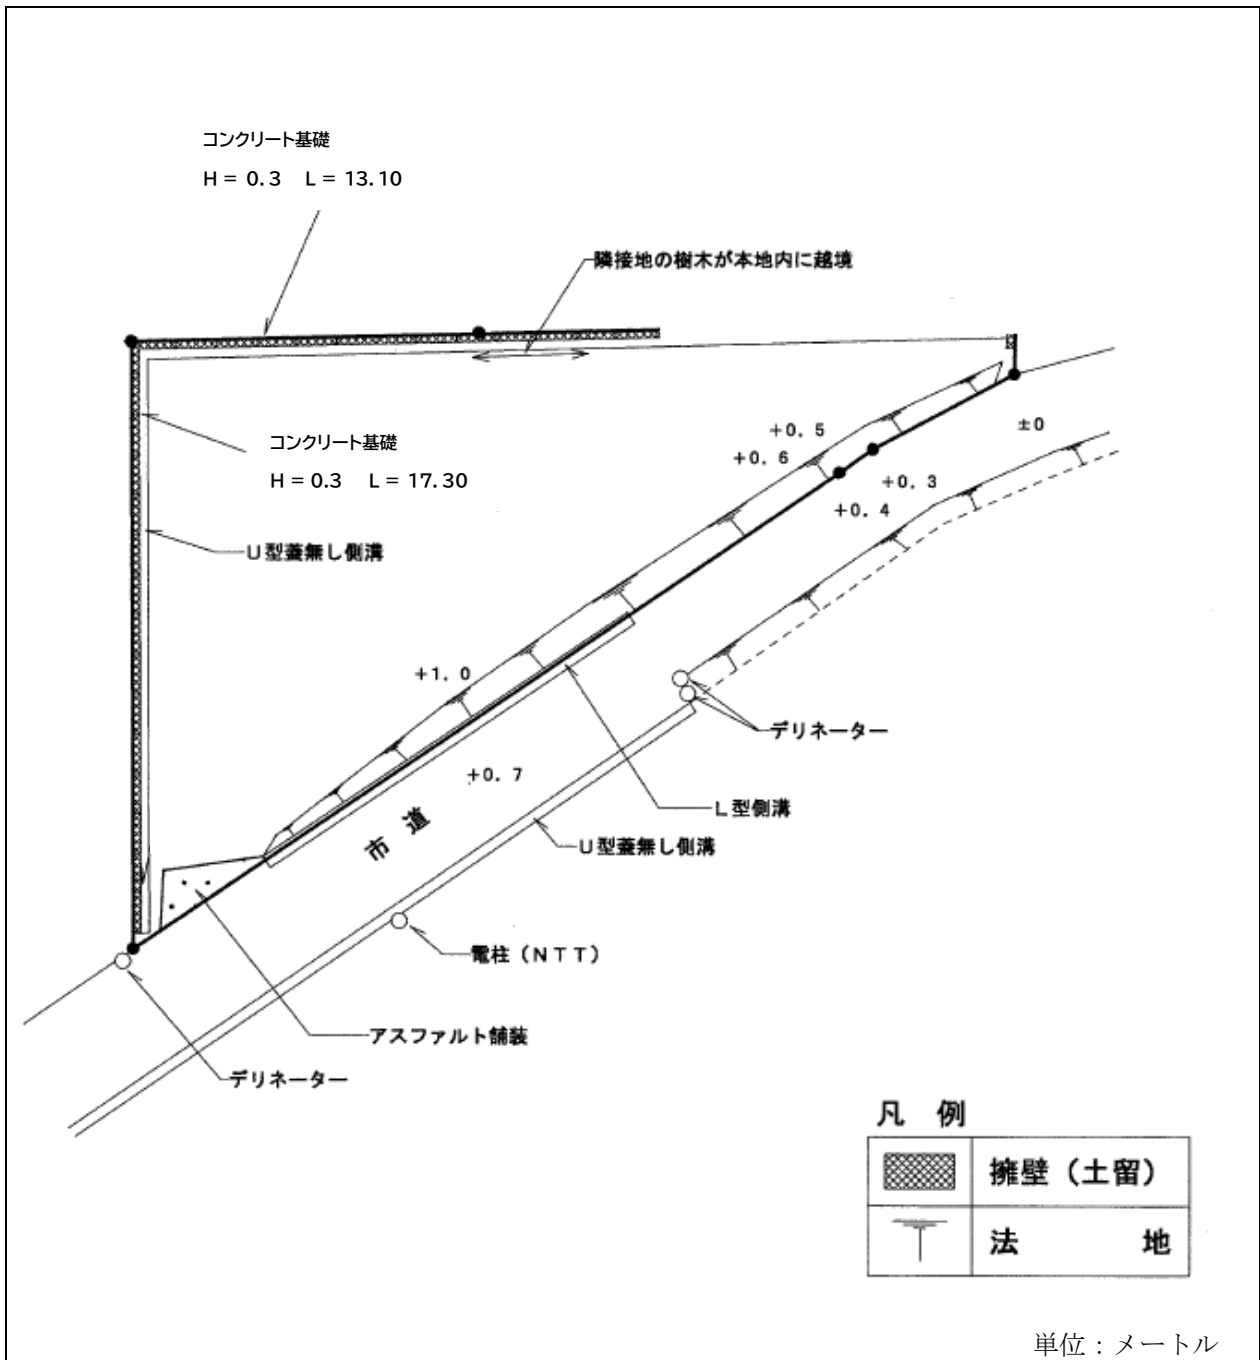 コンクリート基礎
H = 0.3 L = 13.10
隣接地の樹木が本地内に越境
コンクリート基礎
H = 0.3 L = 17.30
+0.5
+0.6
±0
+0.3
+0.4
U型蓋無し側溝
+1.0
デリネーター
+0.7
L型側溝
市道
U型蓋無し側溝
電柱(NTT)
アスファルト舗装
デリネーター
凡 例
擁壁(土留)
法 地
単位:メートル